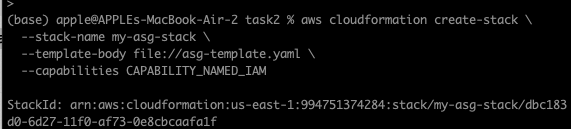 >
(base) apple@APPLEs-MacBook-Air-2 task2 % aws cloudformation create-stack \
  --stack-name my-asg-stack \
  --template-body file://asg-template.yaml \
  --capabilities CAPABILITY_NAMED_IAM

StackId: arn:aws:cloudformation:us-east-1:994751374284:stack/my-asg-stack/dbc183
d0-6d27-11f0-af73-0e8cbcaafa1f